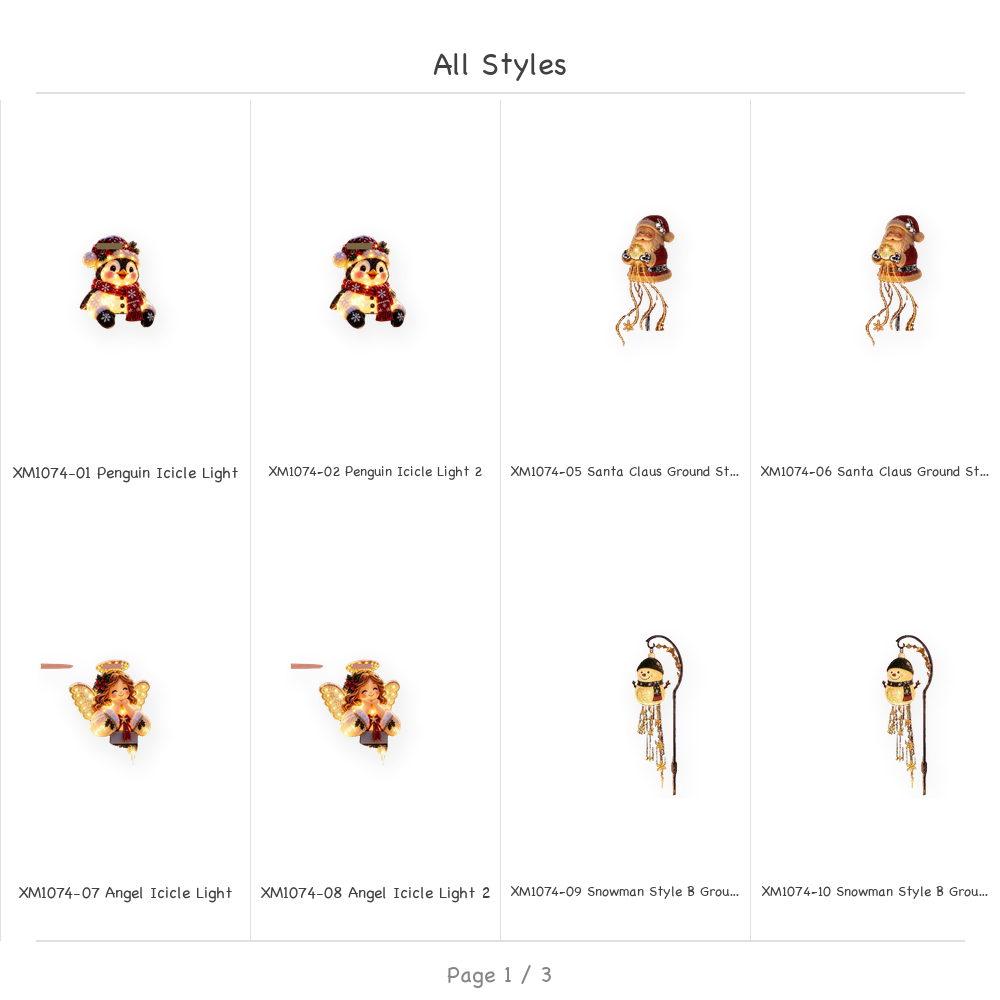 All Styles
XM1074-01 Penguin Icicle Light
XM1074-02 Penguin Icicle Light 2
XM1074-05 Santa Claus Ground St...
XM1074-06 Santa Claus Ground St...
XM1074-07 Angel Icicle Light
XM1074-08 Angel Icicle Light 2
XM1074-09 Snowman Style B Grou...
XM1074-10 Snowman Style B Grou...
Page 1 / 3